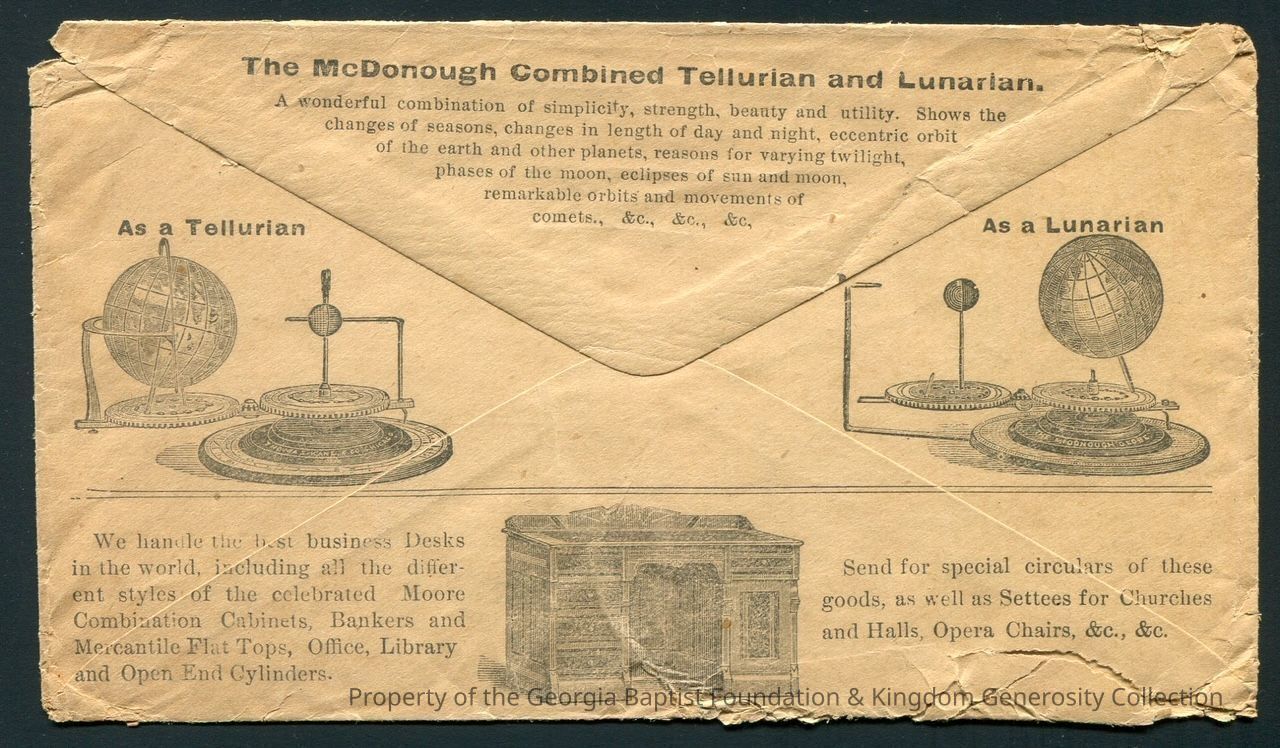 The McDonough Combined Tellurian and Lunarian.
A wonderful combination of simplicity, strength, beauty and utility. Shows the
changes of seasons, changes in length of day and night, eccentric orbit
of the earth and other planets, reasons for varying twilight,
phases of the moon, eclipses of sun and moon,
remarkable orbits and movements of
comets., &c., &c., &c,
As a Tellurian
As a Lunarian
THE McDONOUGH GLOBE
We handle the best business Desks
in the world, including all the differ-
ent styles of the celebrated Moore
Combination Cabinets, Bankers and
Mercantile Flat Tops, Office, Library
and Open End Cylinders.
Send for special circulars of these
goods, as well as Settees for Churches
and Halls, Opera Chairs, &c., &c.
Property of the Georgia Baptist Foundation & Kingdom Generosity Collection